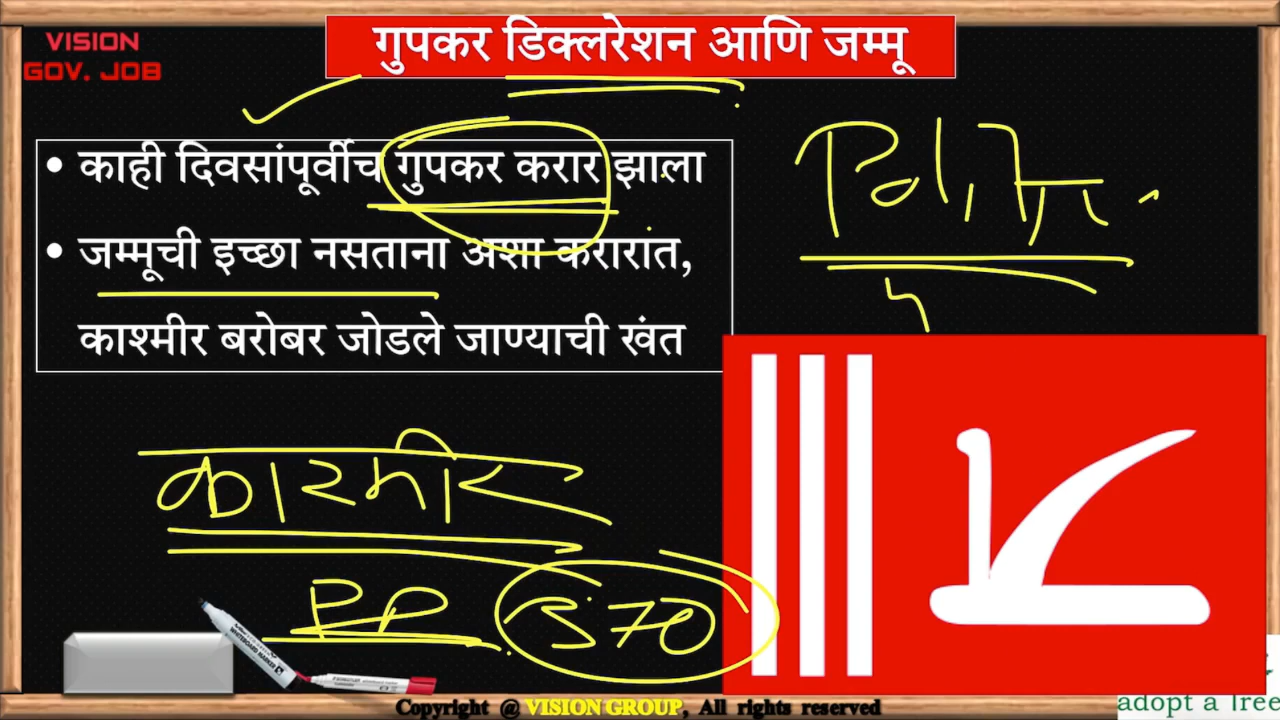 VISION
GOV. JOB
गुपकर डिक्लरेशन आणि जम्मू
• काही दिवसांपूर्वीच गुपकर करार झाला
• जम्मूची इच्छा नसताना अशा करारात,
काश्मीर बरोबर जोडले जाण्याची खंत
काश्मीर
PP 370
Copyright @ VISION GROUP, All rights reserved
adopt a Tree